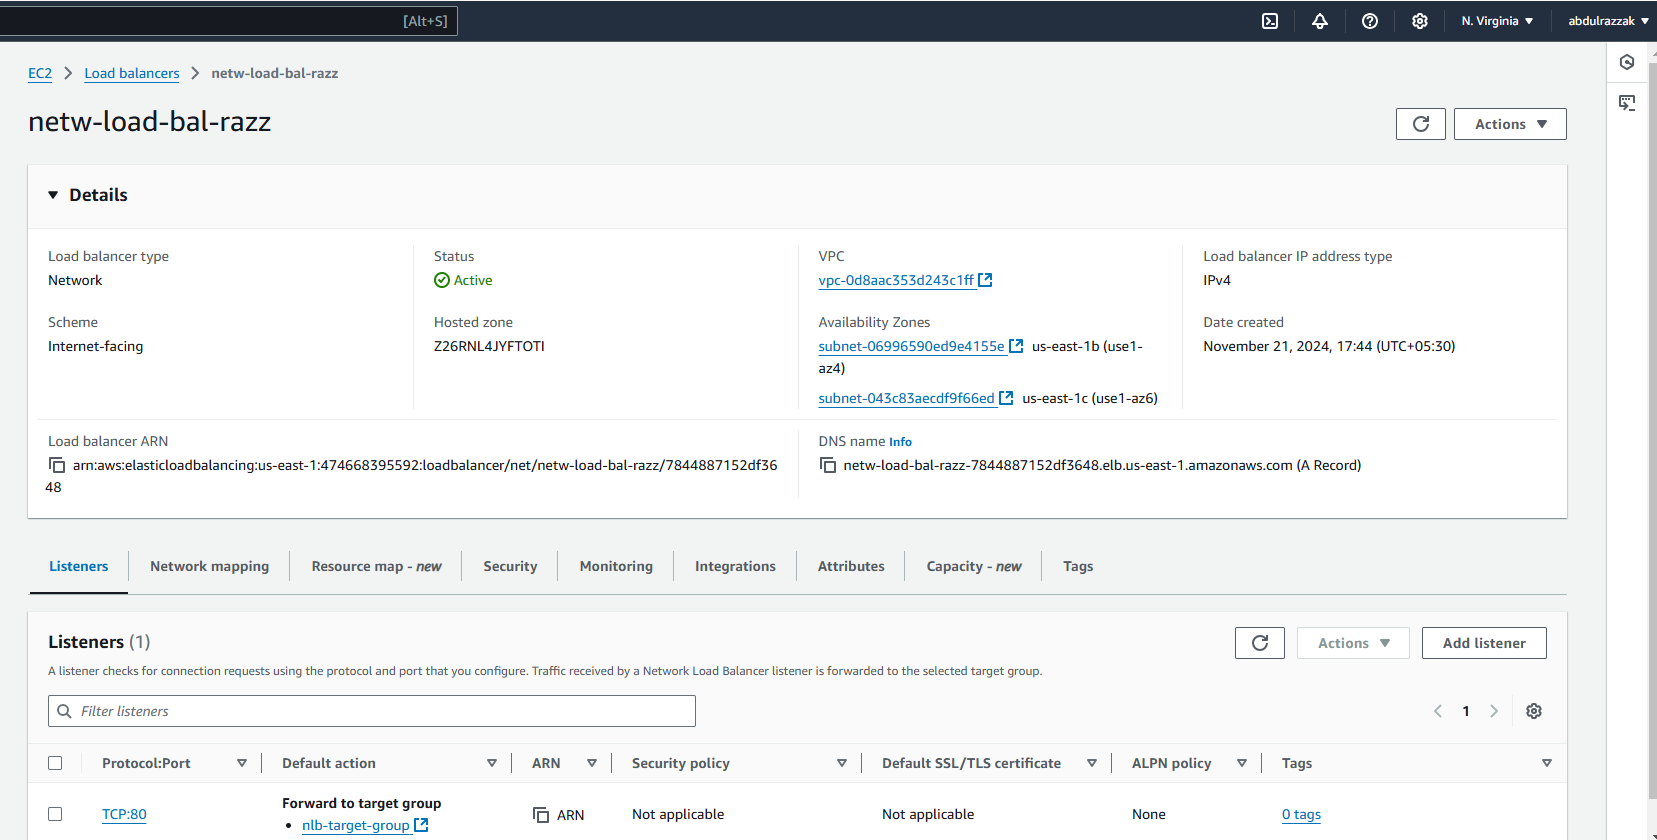 [Alt+S] N. Virginia abdulrazzak
EC2 Load balancers netw-load-bal-razz
netw-load-bal-razz
Actions
Details
Load balancer type Status VPC Load balancer IP address type
Network Active vpc-0d8aac353d243c1ff IPv4
Scheme Hosted zone Availability Zones Date created
Internet-facing Z26RNL4JYFTOTI subnet-06996590ed9e4155e us-east-1b (use1- November 21, 2024, 17:44 (UTC+05:30)
az4)
subnet-043c83aecdf9f66ed us-east-1c (use1-az6)
Load balancer ARN DNS name Info
arn:aws:elasticloadbalancing:us-east-1:474668395592:loadbalancer/net/netw-load-bal-razz/7844887152df36 netw-load-bal-razz-7844887152df3648.elb.us-east-1.amazonaws.com (A Record)
48
Listeners Network mapping Resource map - new Security Monitoring Integrations Attributes Capacity - new Tags
Listeners (1) Actions Add listener
A listener checks for connection requests using the protocol and port that you configure. Traffic received by a Network Load Balancer listener is forwarded to the selected target group.
Filter listeners 1
Protocol:Port Default action ARN Security policy Default SSL/TLS certificate ALPN policy Tags
Forward to target group
TCP:80 ARN Not applicable Not applicable None 0 tags
• nlb-target-group